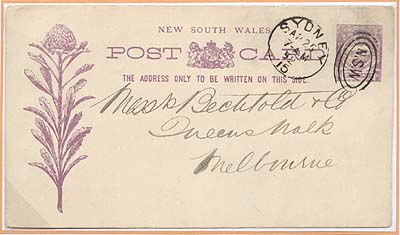 NEW SOUTH WALES
POST CARD
THE ADDRESS ONLY TO BE WRITTEN ON THIS SIDE.
SYDNEY
15
NSW
Mess Bechtold & Co
Queens Walk
Melbourne